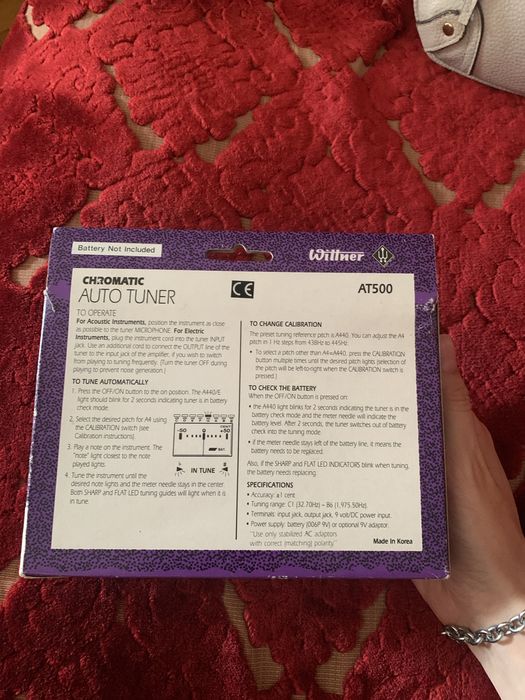 Battery Not Included
Wittner
CHROMATIC
AUTO TUNER
CE
AT500
TO OPERATE
For Acoustic Instruments, position the instrument as close
as possible to the tuner MICROPHONE. For Electric
Instruments, plug the instrument cord into the tuner INPUT
jack. Use an additional cord to connect the OUTPUT line of the
tuner to the input jack of the amplifier, if you wish to switch
from playing to tuning frequently. (Turn the tuner OFF during
playing to prevent noise generation.)
TO TUNE AUTOMATICALLY
1. Press the OFF/ON button to the on position. The A440/E
light should blink for 2 seconds indicating tuner is in battery
check mode.
2. Select the desired pitch for A4 using
the CALIBRATION switch (see
Calibration instructions).
3. Play a note on the instrument. The
"note" light closest to the note
played lights.
4. Tune the instrument until the
desired note lights and the meter needle stays in the center.
Both SHARP and FLAT LED tuning guides will light when it is
in tune.
-50 0 +50
CENT
BAT.
IN TUNE
TO CHANGE CALIBRATION
The preset tuning reference pitch is A440. You can adjust the A4
pitch in 1 Hz steps from 438Hz to 445Hz.
• To select a pitch other than A4=A440, press the CALIBRATION
button multiple times until the desired pitch lights (selection of
the pitch will be left-to-right when the CALIBRATION switch is
pressed.)
TO CHECK THE BATTERY
When the OFF/ON button is pressed on:
• the A440 light blinks for 2 seconds indicating the tuner is in the
battery check mode and the meter needle will indicate the
battery level. After 2 seconds, the tuner switches out of battery
check into the tuning mode.
• if the meter needle stays left of the battery line, it means the
battery needs to be replaced.
Also, if the SHARP and FLAT LED INDICATORS blink when tuning,
the battery needs replacing.
SPECIFICATIONS
• Accuracy: ±1 cent.
• Tuning range: C1 (32.70Hz) ~ B6 (1,975.50Hz).
• Terminals: input jack, output jack, 9 volt/DC power input.
• Power supply: battery (006P 9V) or optional 9V adaptor.
"Use only stabilized AC adaptors
with correct (matching) polarity"
Made In Korea